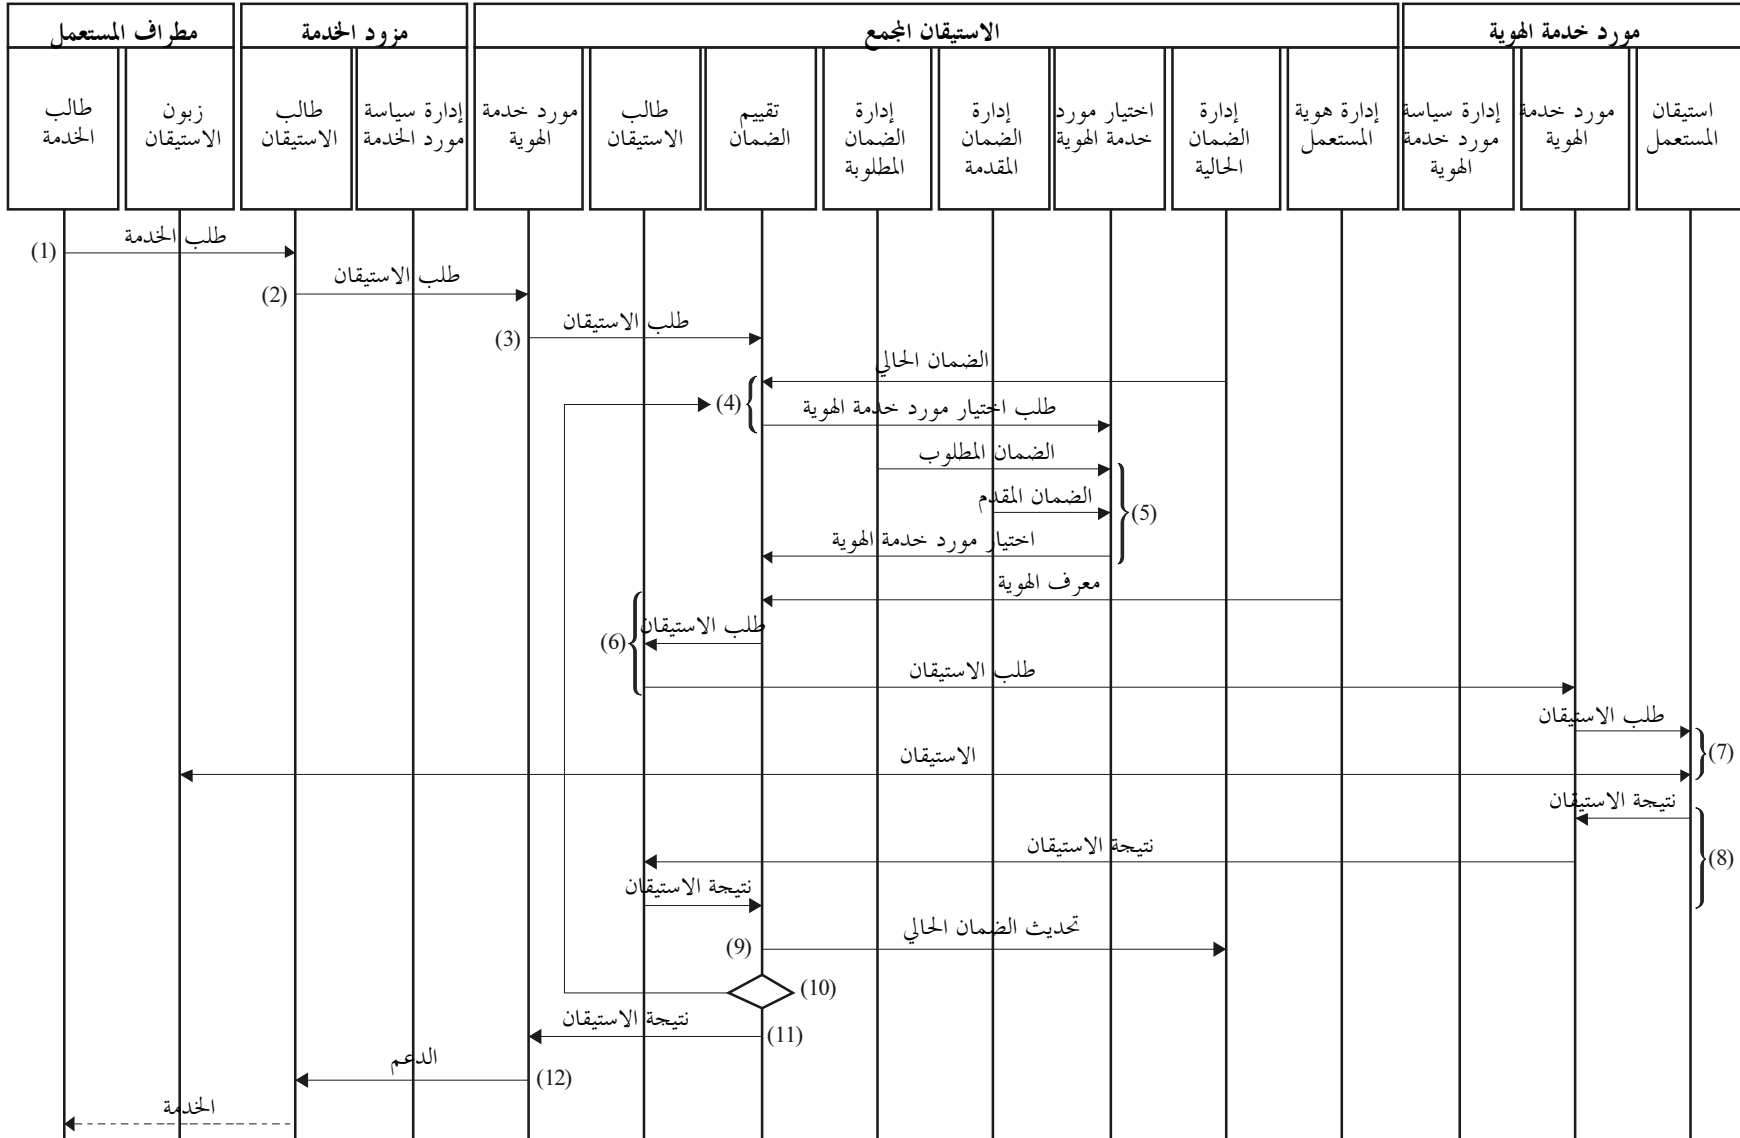 مطراف المستعمل
مزود الخدمة
الاستيقان المجمع
مورد خدمة الهوية
طالب
الخدمة
زبون
الاستيقان
طالب
الاستيقان
إدارة سياسة
مورد الخدمة
مورد خدمة
الهوية
طالب
الاستيقان
تقييم
الضمان
إدارة
الضمان
المطلوبة
إدارة
الضمان
المقدمة
اختيار مورد
خدمة الهوية
إدارة
الضمان
الحالية
إدارة هوية
المستعمل
إدارة سياسة
مورد خدمة
الهوية
مورد خدمة
الهوية
استيقان
المستعمل
(1) طلب الخدمة
(2) طلب الاستيقان
(3) طلب الاستيقان
الضمان الحالي
(4)
طلب اختيار مورد خدمة الهوية
الضمان المطلوب
الضمان المقدم
(5)
اختيار مورد خدمة الهوية
معرف الهوية
(6) طلب الاستيقان
طلب الاستيقان
طلب الاستيقان
(7)
الاستيقان
نتيجة الاستيقان
نتيجة الاستيقان
(8)
نتيجة الاستيقان
(9) تحديث الضمان الحالي
(10)
(11) نتيجة الاستيقان
(12) الدعم
الخدمة